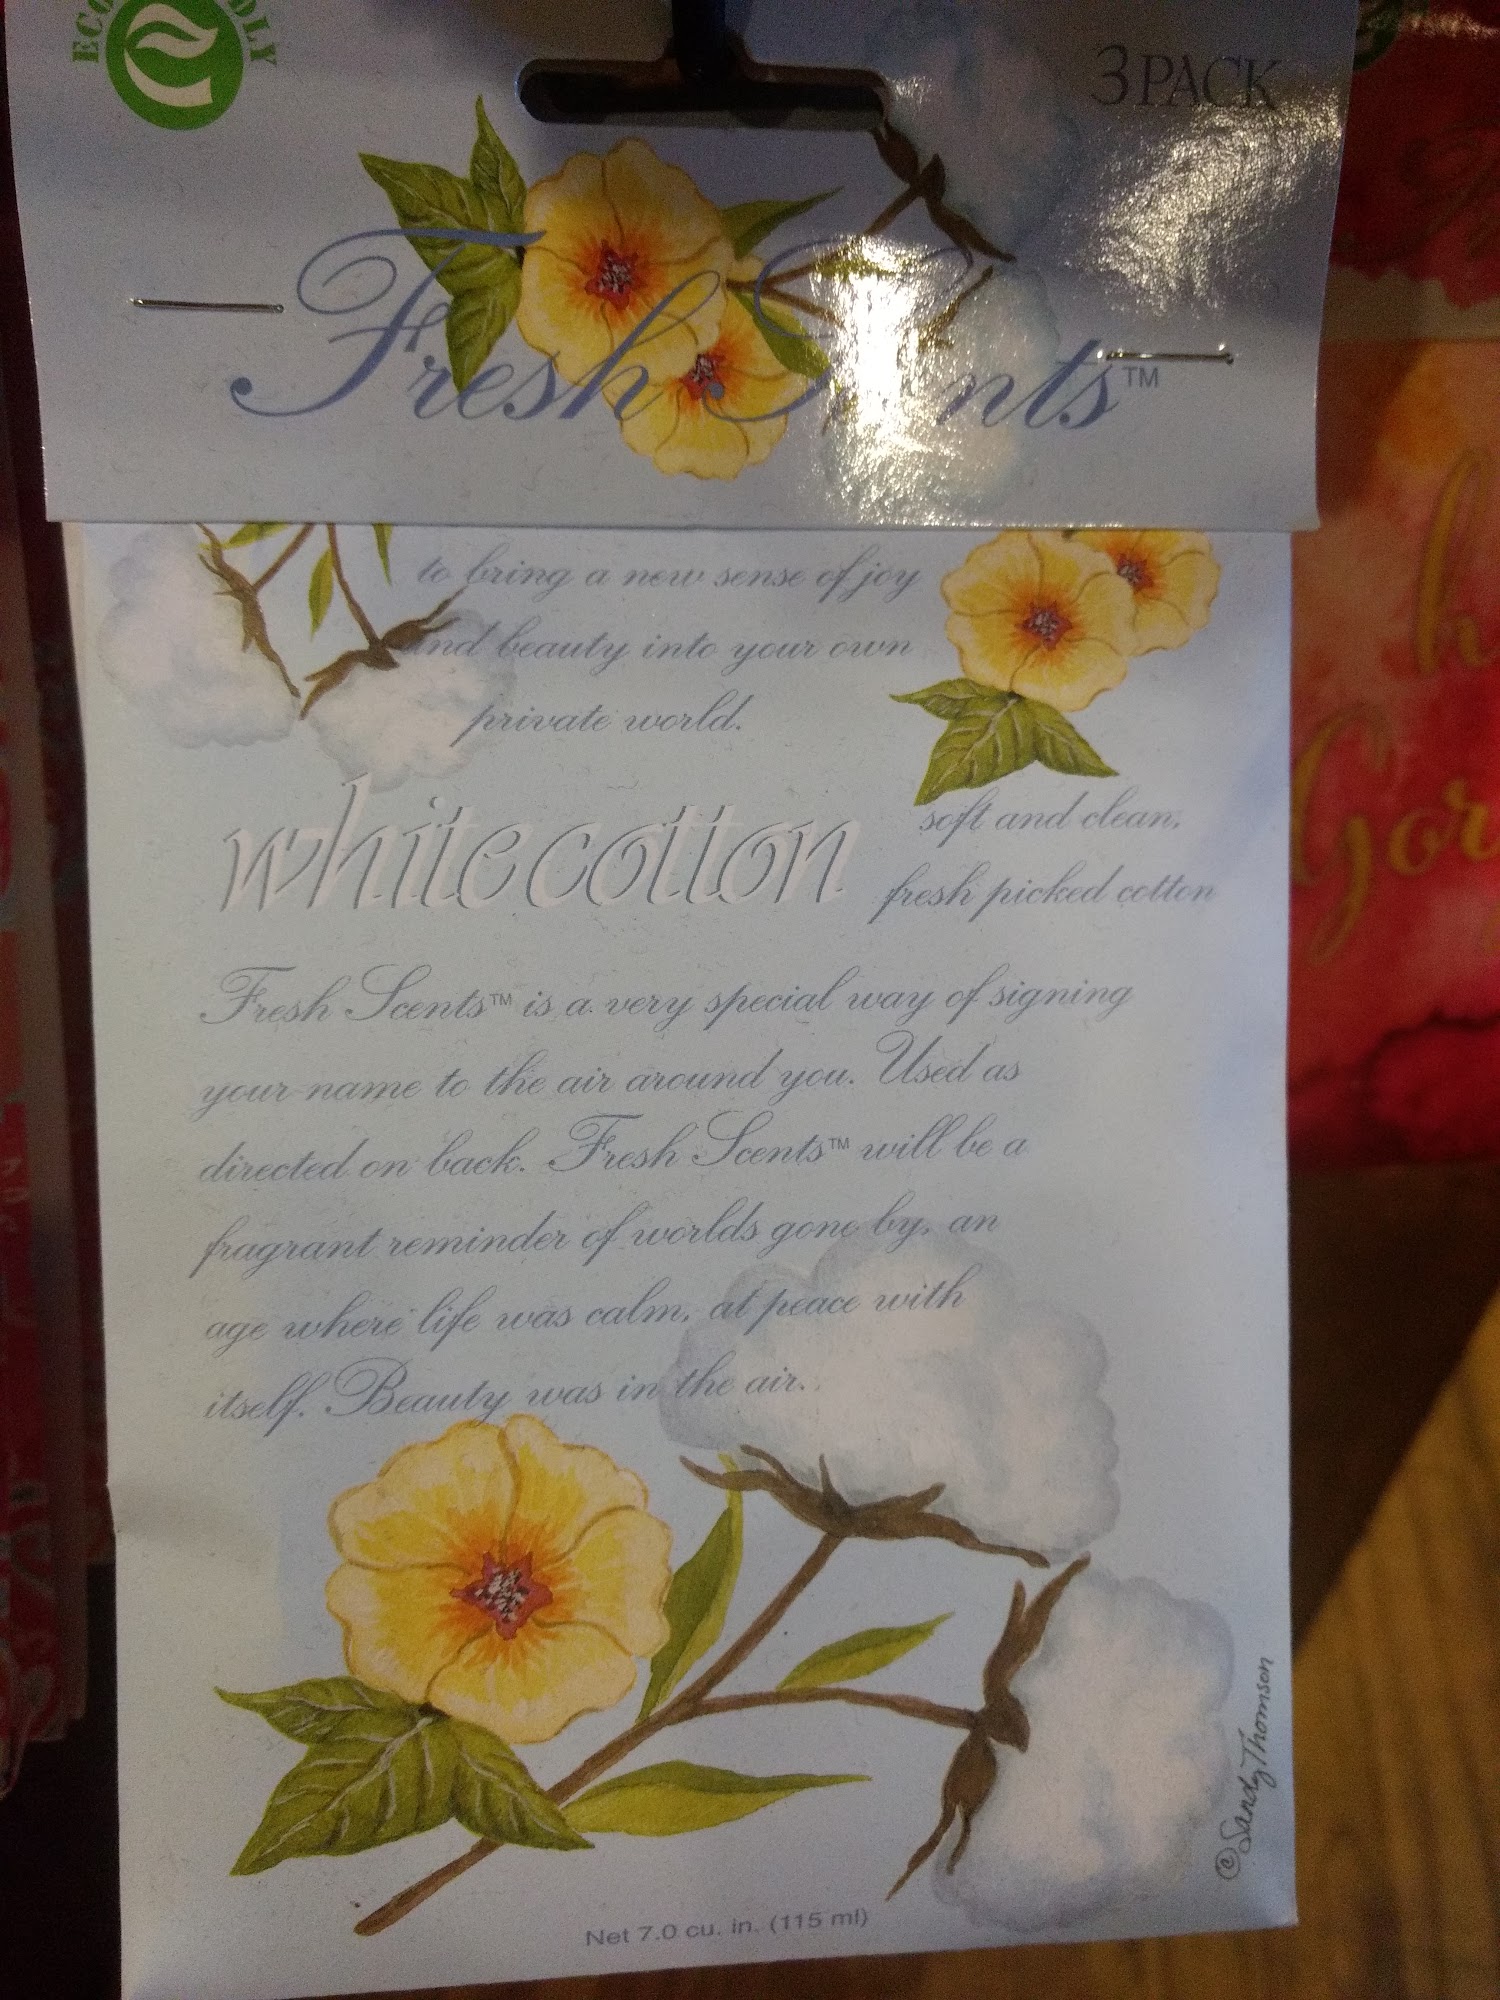 3PACK
Fresh Scents™
to bring a new sense of joy
and beauty into your own
private world.
white cotton
soft and clean,
fresh picked cotton
Fresh Scents™ is a very special way of signing
your name to the air around you. Used as
directed on back. Fresh Scents™ will be a
fragrant reminder of worlds gone by, an
age where life was calm, at peace with
itself. Beauty was in the air..
©Sandy Thomson
Net 7.0 cu. in. (115 ml)